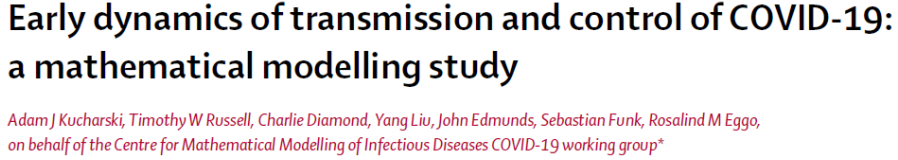 Early dynamics of transmission and control of COVID-19:
a mathematical modelling study
Adam J Kucharski, Timothy W Russell, Charlie Diamond, Yang Liu, John Edmunds, Sebastian Funk, Rosalind M Eggo,
on behalf of the Centre for Mathematical Modelling of Infectious Diseases COVID-19 working group*